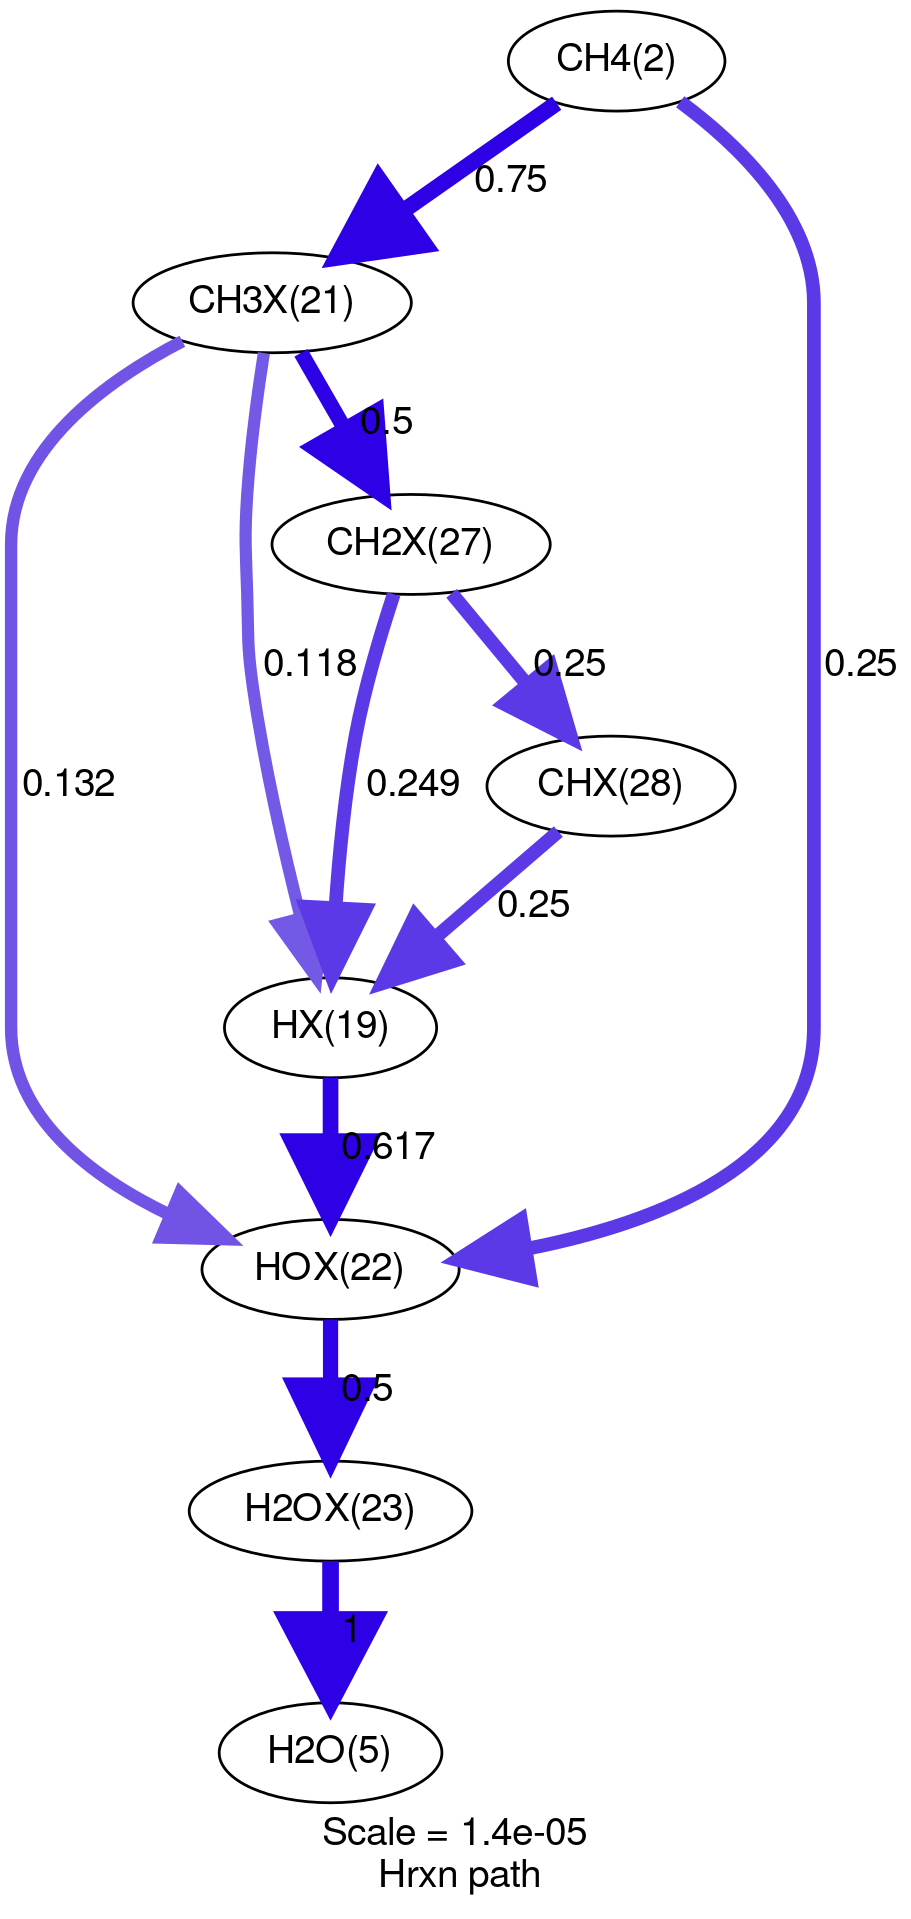 CH4(2)
0.75
CH3X(21)
0.5
CH2X(27)
0.118
0.25
0.25
0.132
0.249
CHX(28)
0.25
HX(19)
0.617
HOX(22)
0.5
H2OX(23)
1
H2O(5)
Scale = 1.4e-05
Hrxn path